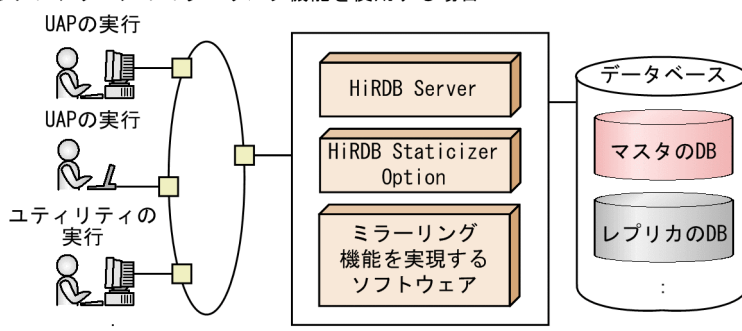 UAPの実行
UAPの実行
ユティリティの
実行
HiRDB Server
HiRDB Staticizer
Option
ミラーリング
機能を実現する
ソフトウェア
データベース
マスタのDB
レプリカのDB
: